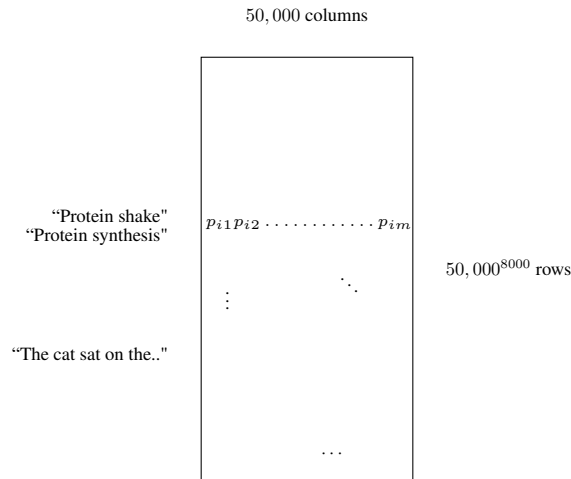 50,000 columns
“Protein shake"
“Protein synthesis"
p_{i1}p_{i2} . . . . . . . . . . . . p_{im}
50,000^{8000} rows
⋮ ⋱
“The cat sat on the.."
...